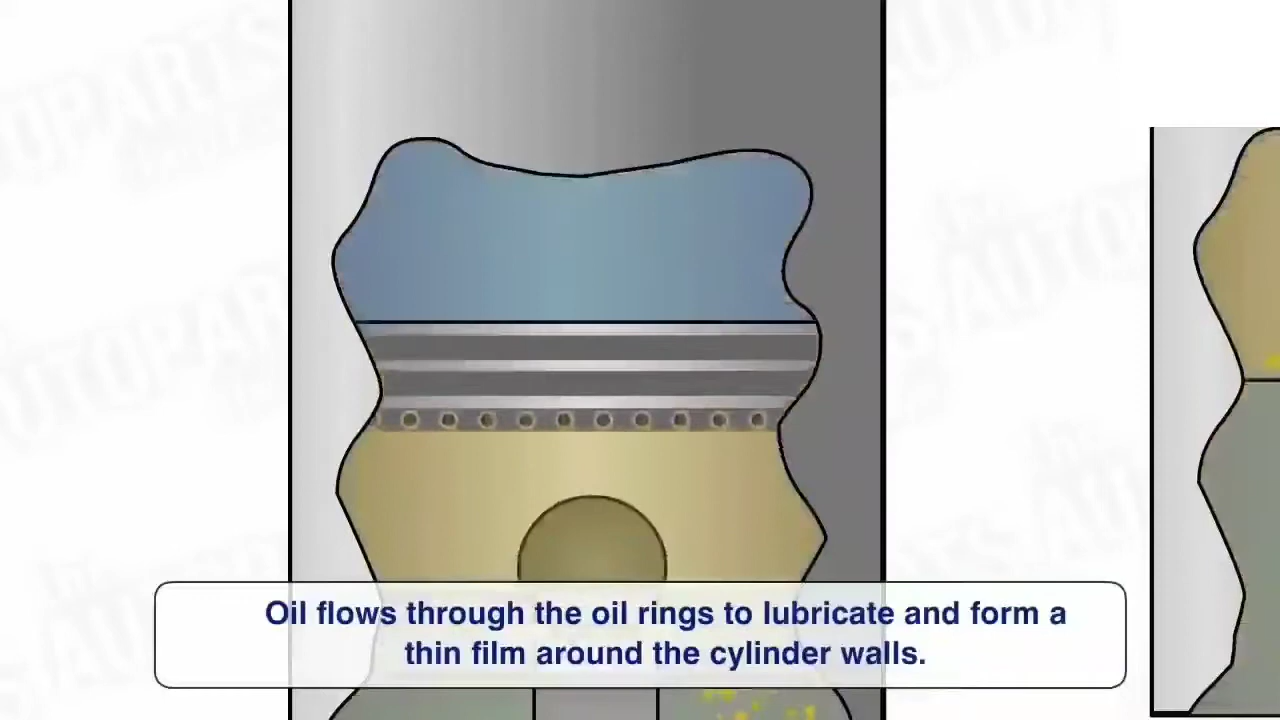 Oil flows through the oil rings to lubricate and form a
thin film around the cylinder walls.